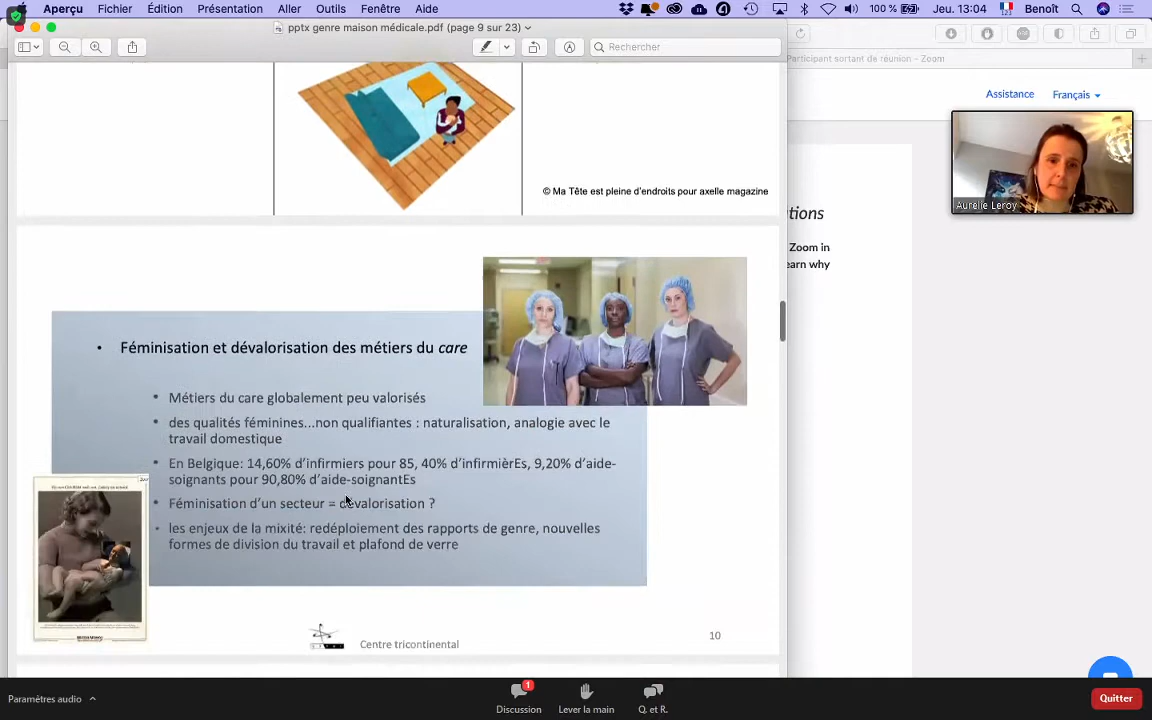 Aperçu Fichier Édition Présentation Aller Outils Fenêtre Aide
100 % Jeu. 13:04 Benoît
pptx genre maison médicale.pdf (page 9 sur 23)
Rechercher
Participant sortant de réunion - Zoom
Assistance Français
Aurélie Leroy
© Ma Tête est pleine d'endroits pour axelle magazine
tions
Zoom in
earn why
• Féminisation et dévalorisation des métiers du care
• Métiers du care globalement peu valorisés
• des qualités féminines...non qualifiantes : naturalisation, analogie avec le
travail domestique
• En Belgique: 14,60% d'infirmiers pour 85, 40% d'infirmièrEs, 9,20% d'aide-
soignants pour 90,80% d'aide-soignantEs
• Féminisation d'un secteur = dévalorisation ?
• les enjeux de la mixité: redéploiement des rapports de genre, nouvelles
formes de division du travail et plafond de verre
Centre tricontinental
10
Paramètres audio
1
Discussion Lever la main Q. et R.
Quitter